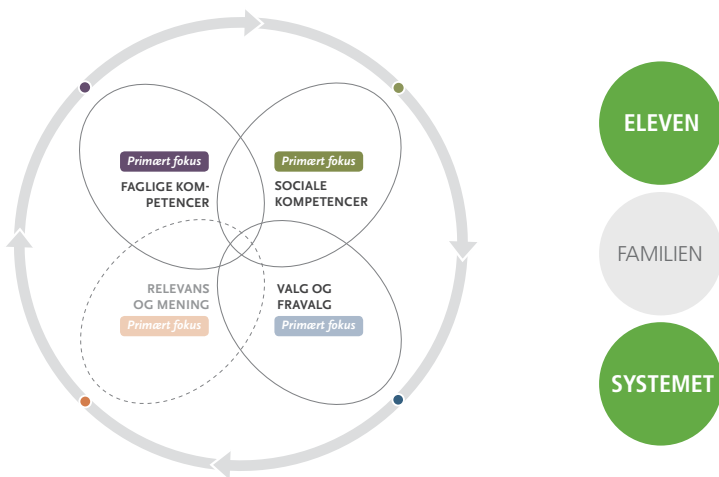 Primært fokus
FAGLIGE KOM-
PETENCER
Primært fokus
SOCIALE
KOMPETENCER
RELEVANS
OG MENING
Primært fokus
VALG OG
FRAVALG
Primært fokus
ELEVEN
FAMILIEN
SYSTEMET